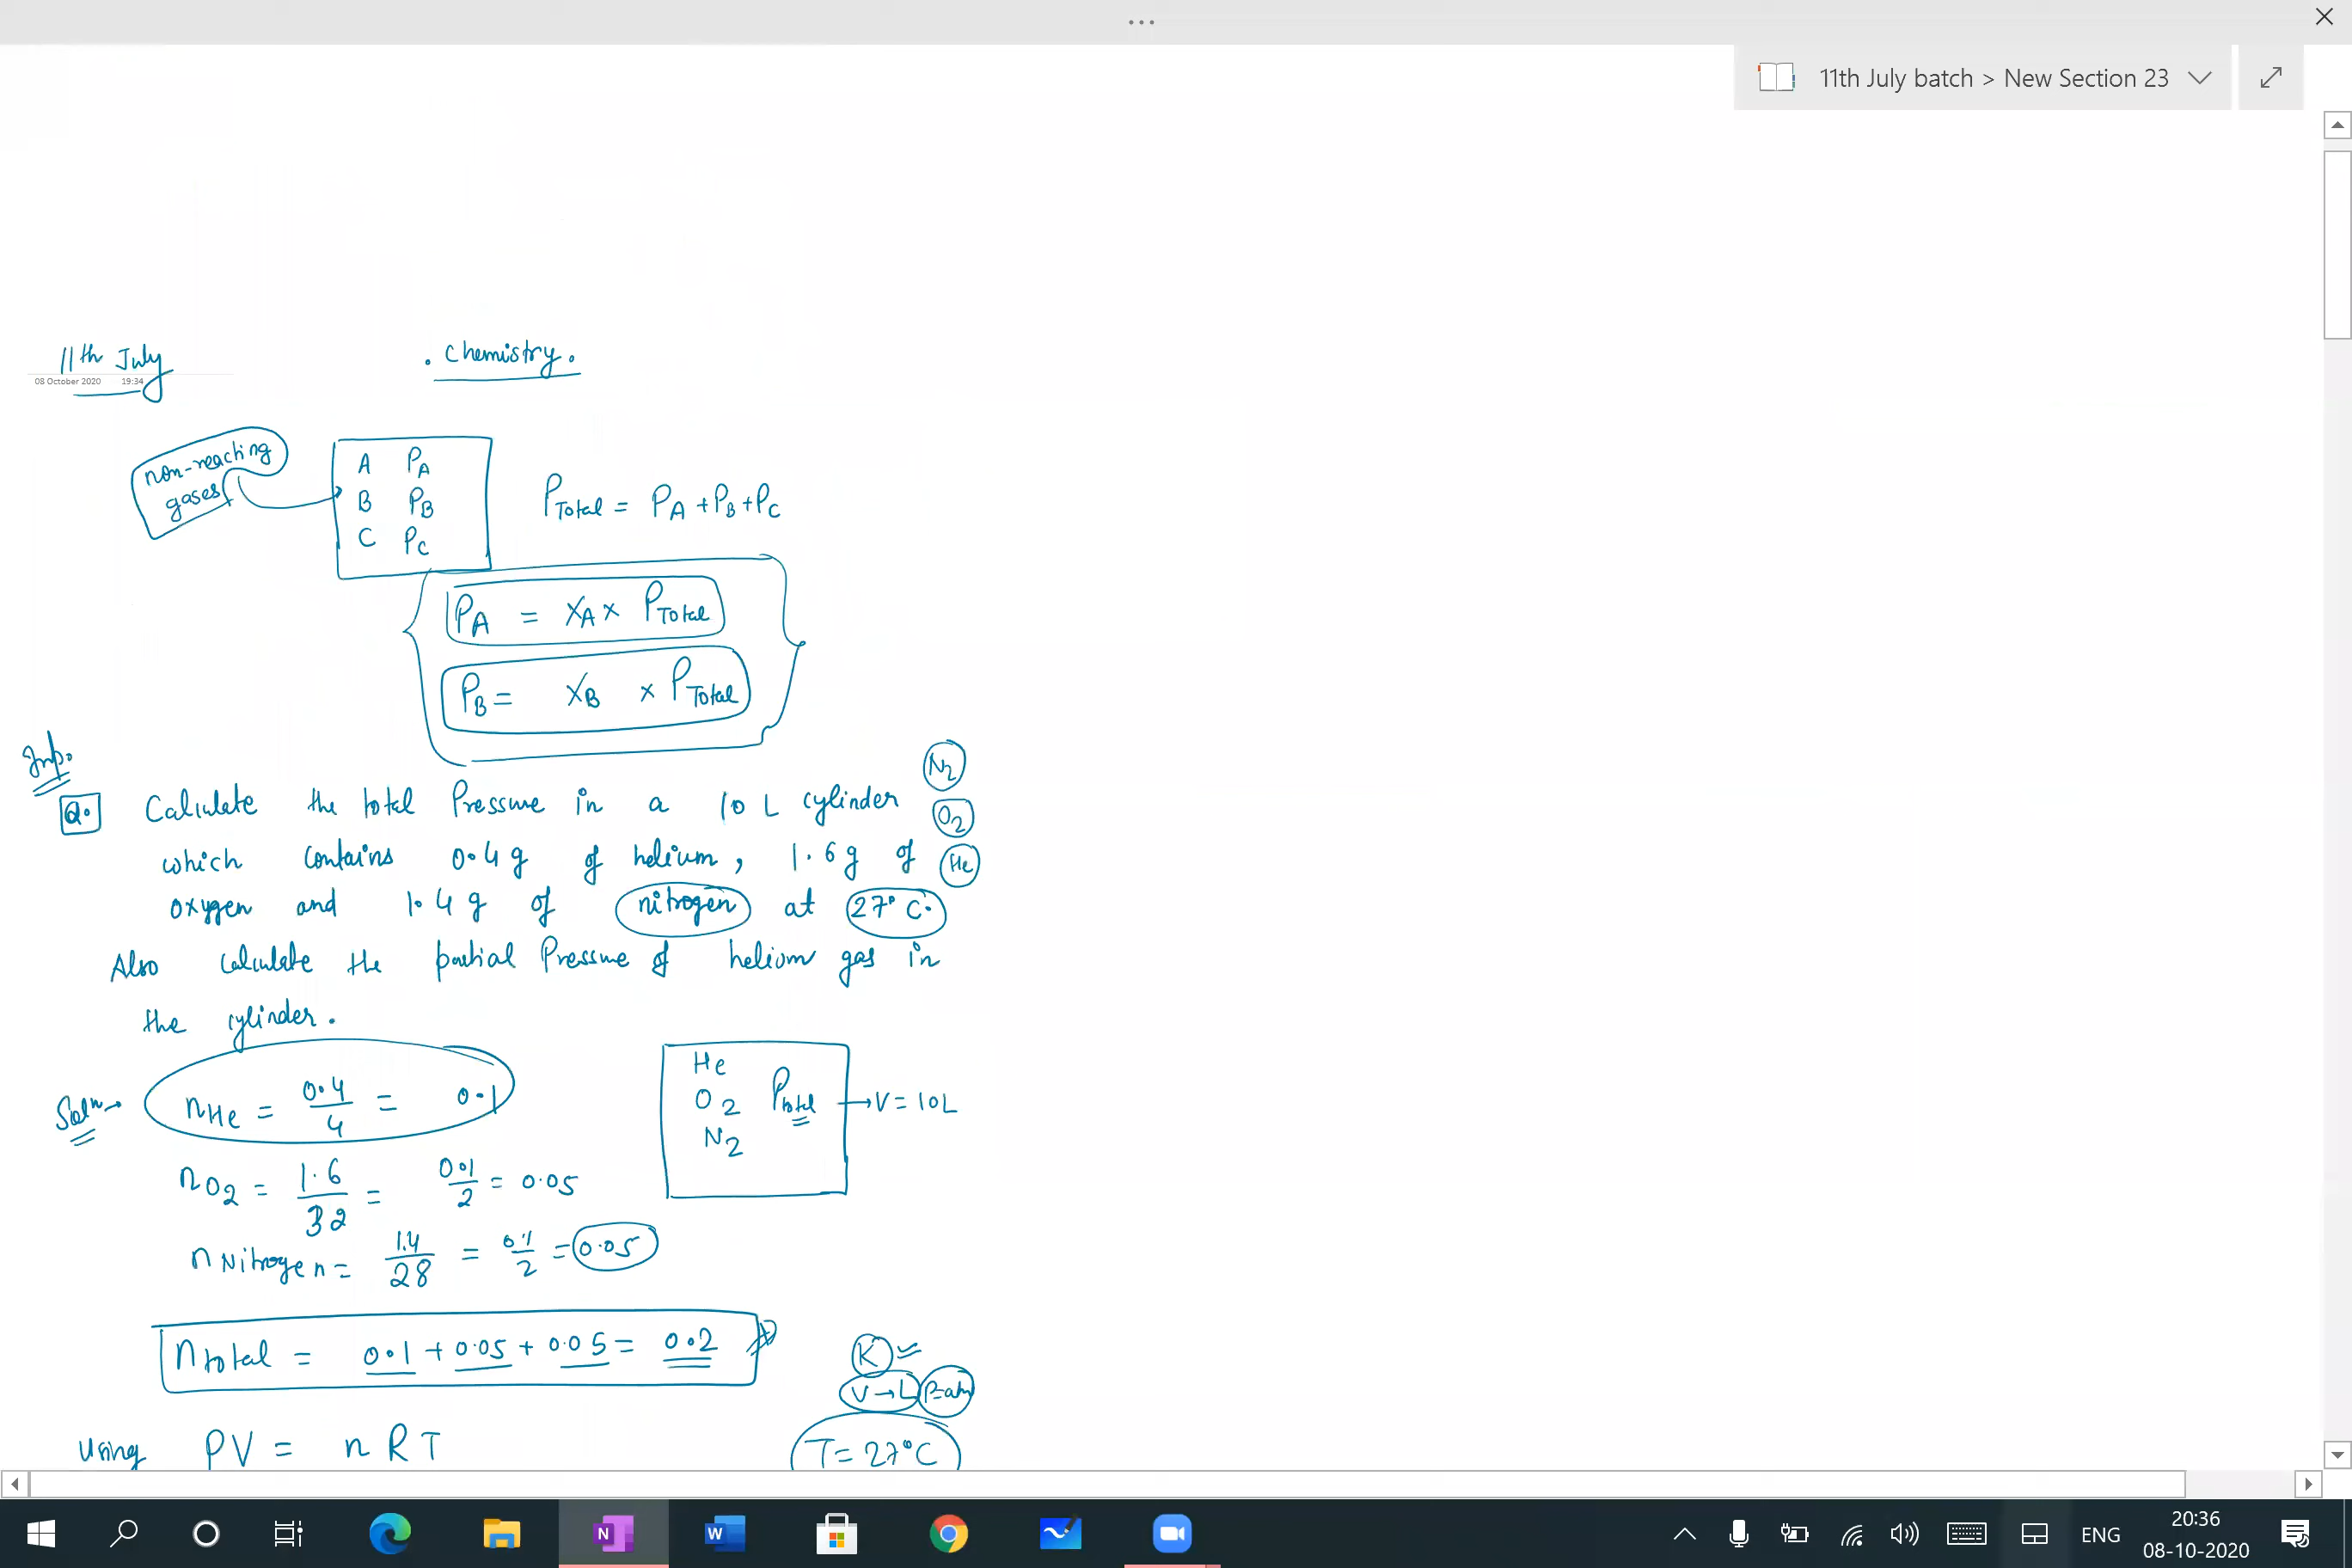 11th July batch > New Section 23
11th July
. Chemistry.
08 October 2020 19:34
non-reacting
gases
A PA
B PB
C PC
PTotal = PA + PB + PC
PA = XA × PTotal
PB = XB × PTotal
Imp.
Q. Calculate the total Pressure in a 10 L cylinder
which contains 0.4 g of helium, 1.6 g of
oxygen and 1.4 g of nitrogen at 27°C.
Also calculate the partial Pressure of helium gas in
the cylinder.
N2
O2
He
Soln → nHe = 0.4/4 = 0.1
nO2 = 1.6/32 = 0.1/2 = 0.05
nNitrogen = 1.4/28 = 0.1/2 = 0.05
He
O2 Ptotal → V = 10L
N2
ntotal = 0.1 + 0.05 + 0.05 = 0.2
K
V → L P=atm
Using PV = nRT
T = 27°C
ENG
20:36
08-10-2020